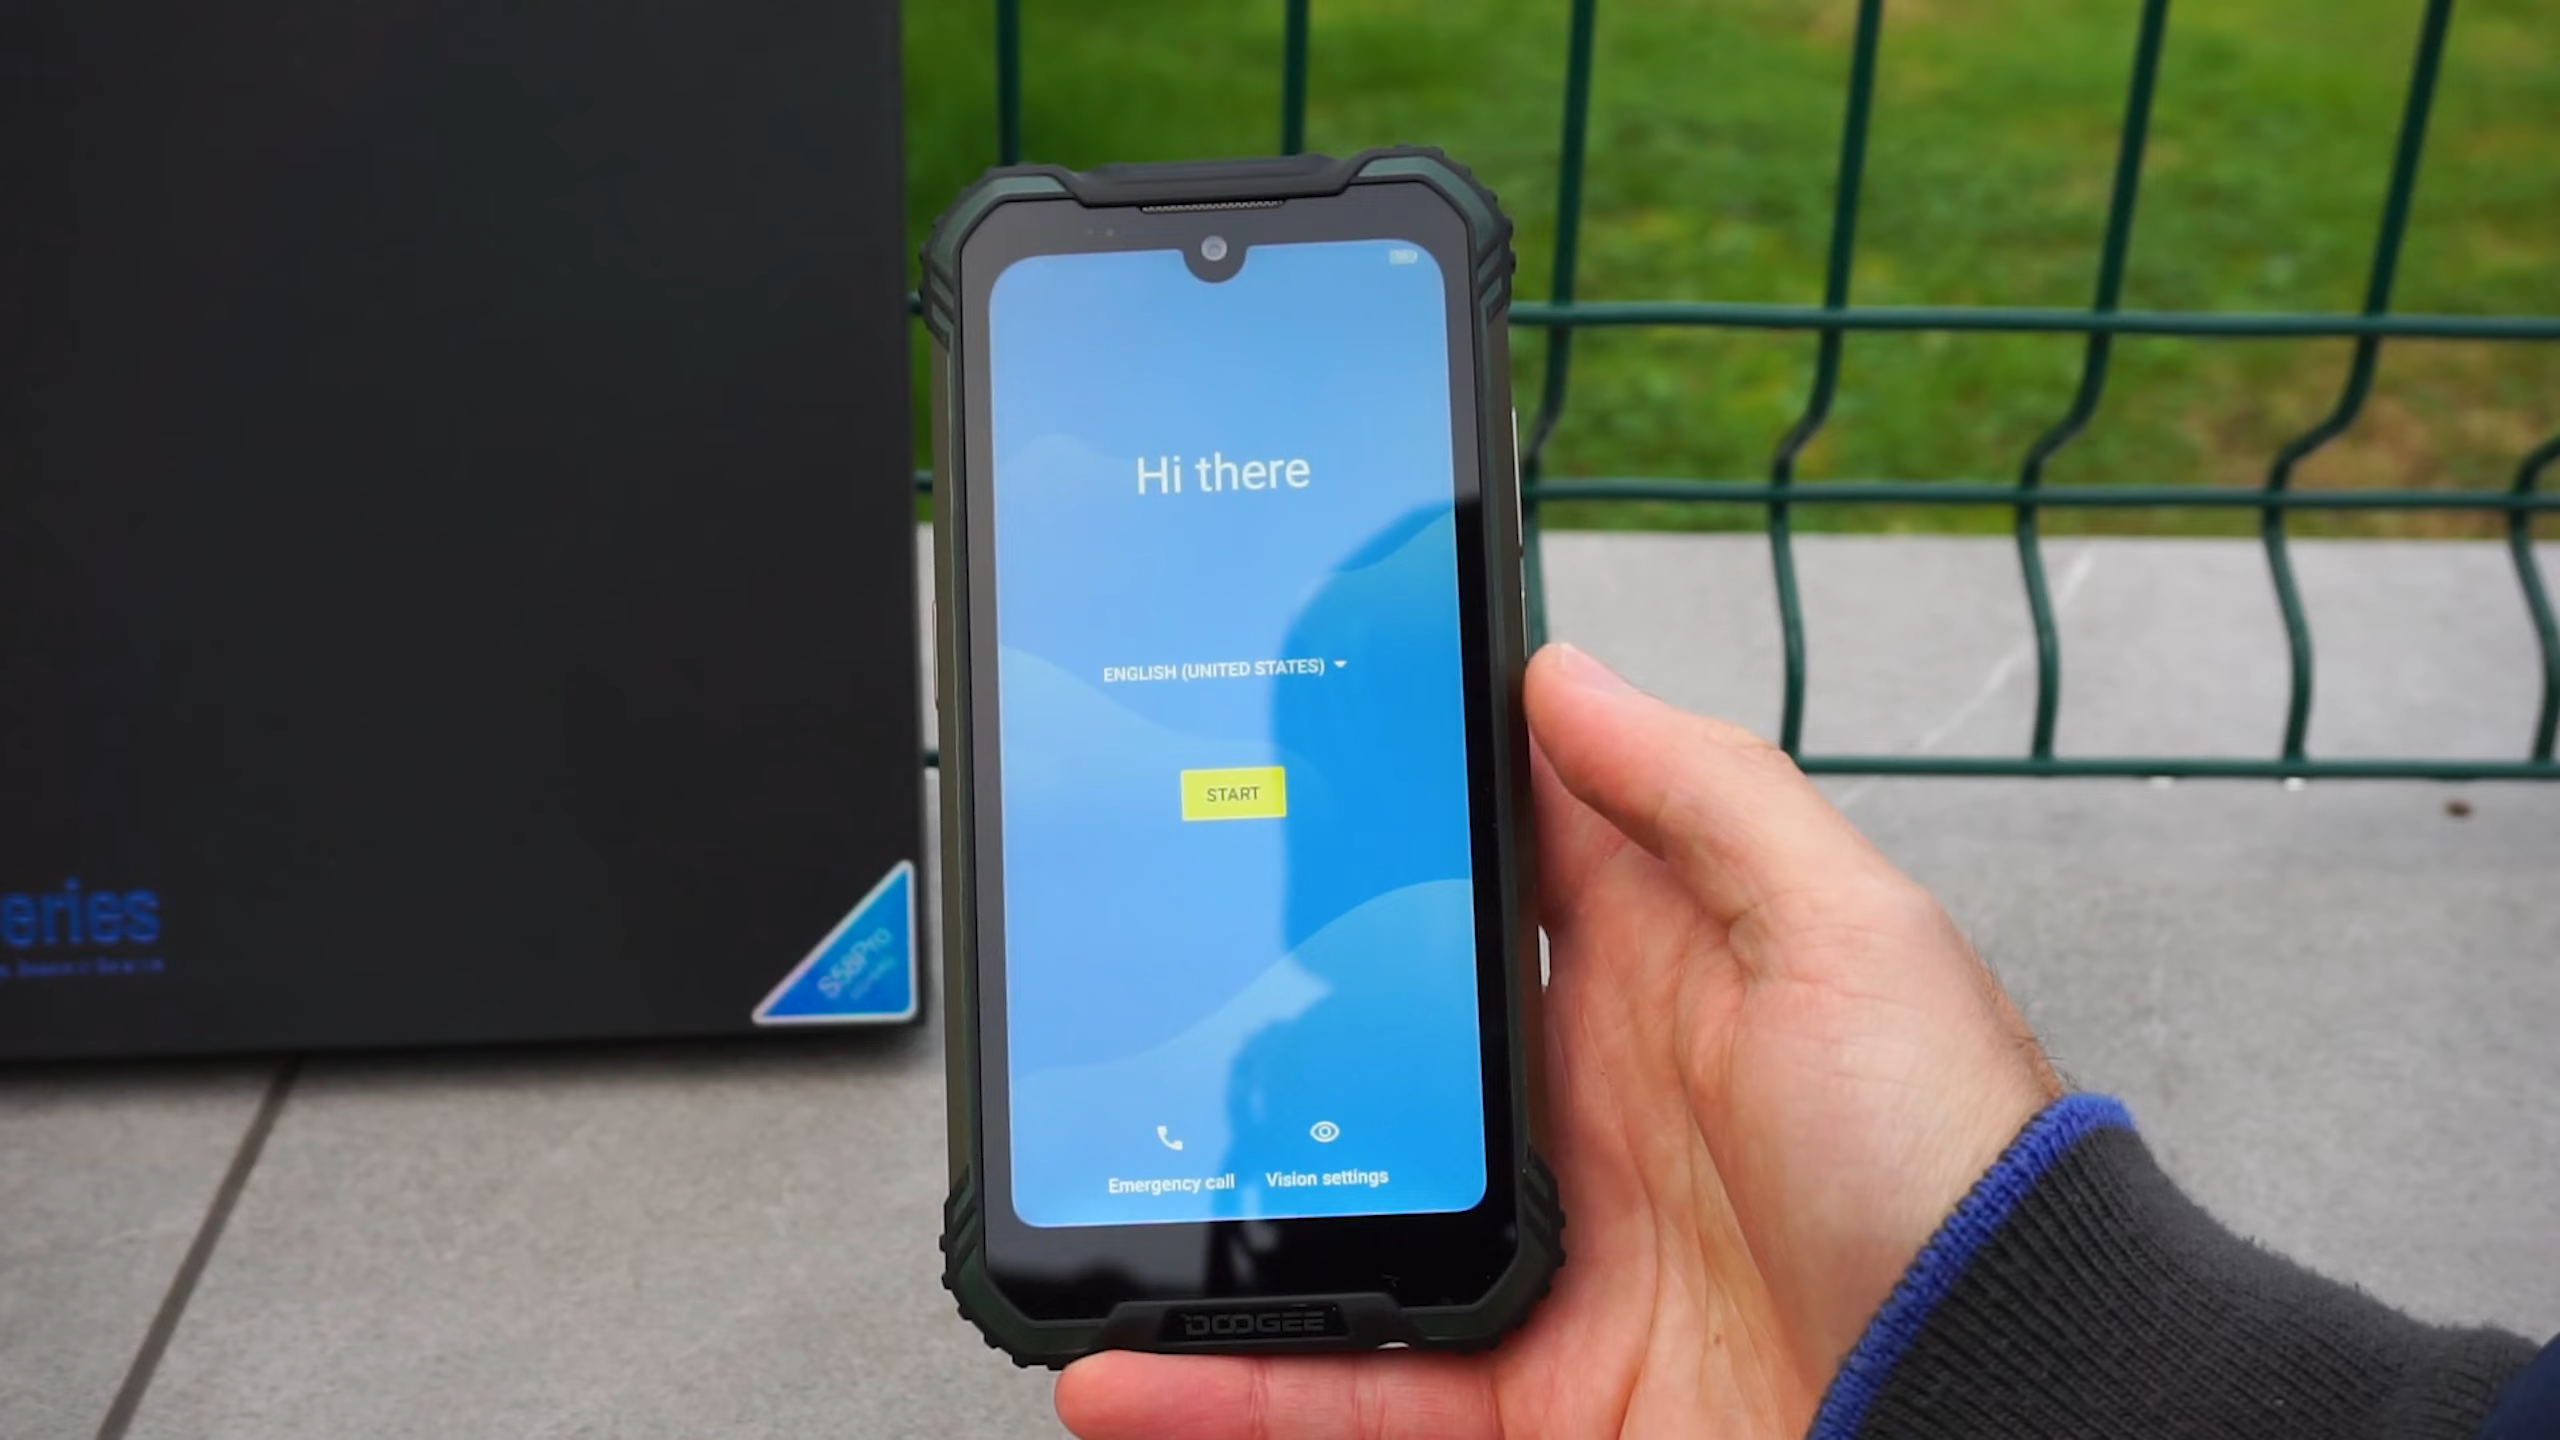 Hi there
ENGLISH (UNITED STATES)
START
Emergency call
Vision settings
DOOGEE
eries
S58Pro